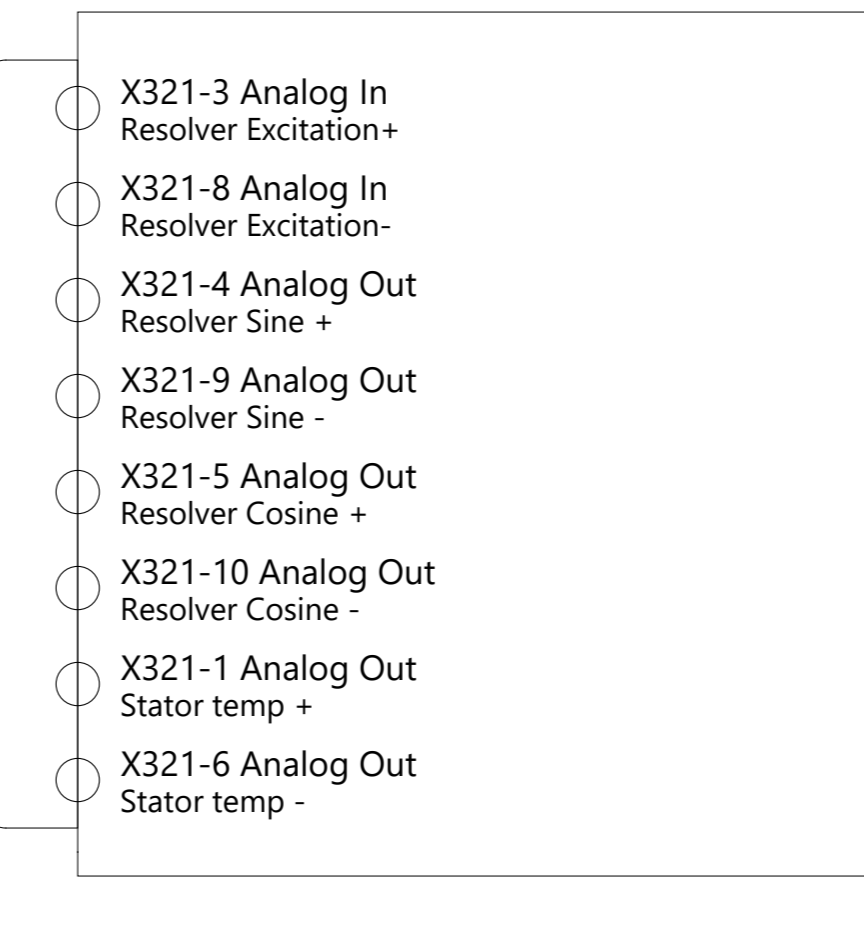 X321-3 Analog In
Resolver Excitation+
X321-8 Analog In
Resolver Excitation-
X321-4 Analog Out
Resolver Sine +
X321-9 Analog Out
Resolver Sine -
X321-5 Analog Out
Resolver Cosine +
X321-10 Analog Out
Resolver Cosine -
X321-1 Analog Out
Stator temp +
X321-6 Analog Out
Stator temp -